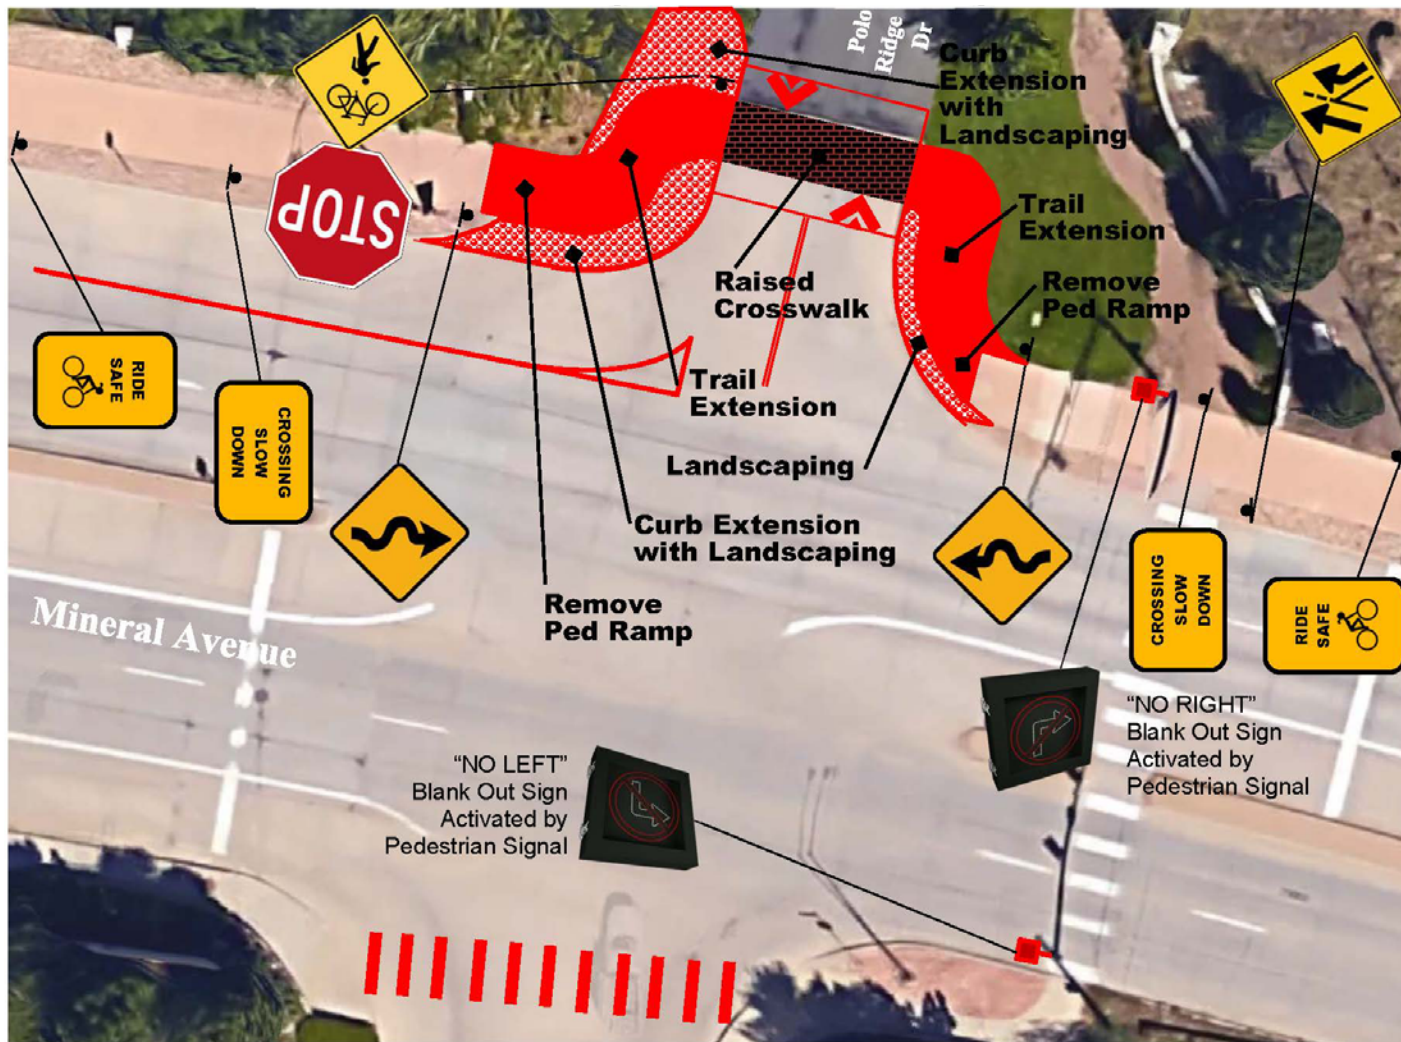 Polo
Ridge
Dr
Curb
Extension
with
Landscaping
STOP
Trail
Extension
Raised
Crosswalk
Remove
Ped Ramp
RIDE
SAFE
CROSSING
SLOW
DOWN
Trail
Extension
Landscaping
Curb Extension
with Landscaping
Remove
Ped Ramp
Mineral Avenue
CROSSING
SLOW
DOWN
RIDE
SAFE
"NO RIGHT"
Blank Out Sign
Activated by
Pedestrian Signal
"NO LEFT"
Blank Out Sign
Activated by
Pedestrian Signal